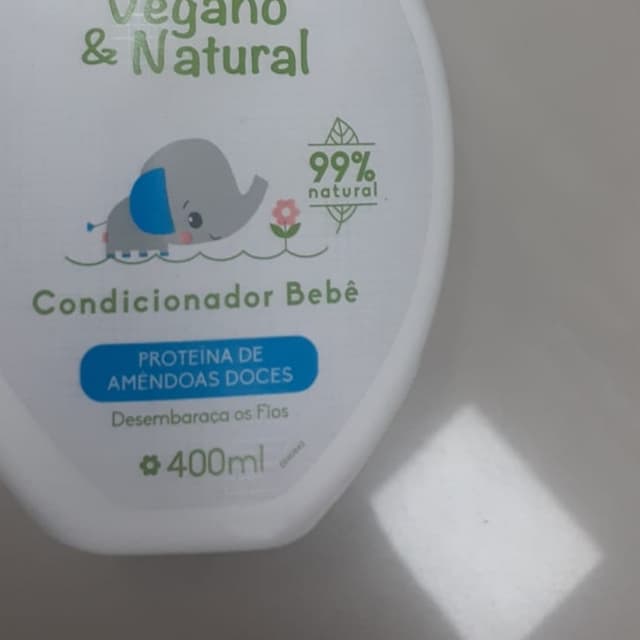 Vegano
& Natural
99%
natural
Condicionador Bebê
PROTEÍNA DE
AMÊNDOAS DOCES
Desembaraça os Fios
400ml